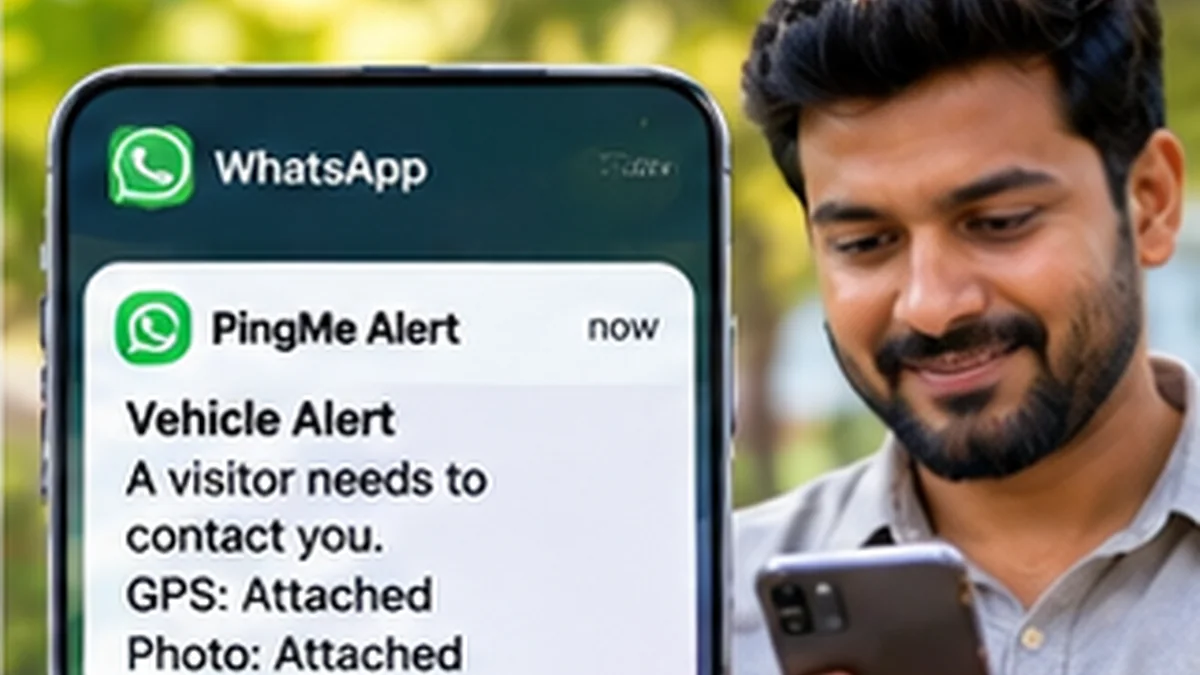 WhatsApp
PingMe Alert now
Vehicle Alert
A visitor needs to
contact you.
GPS: Attached
Photo: Attached